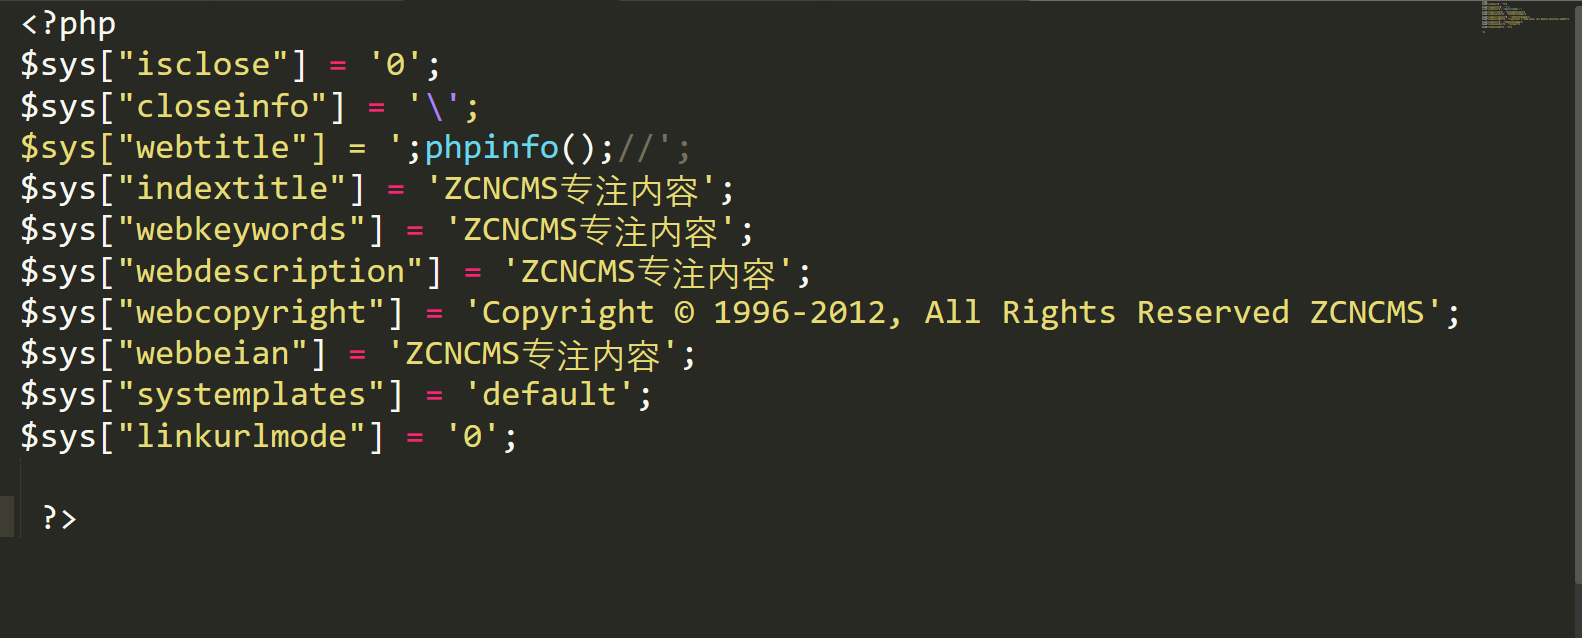 <?php
$sys["isclose"] = '0';
$sys["closeinfo"] = '\';
$sys["webtitle"] = ';phpinfo();//';
$sys["indextitle"] = 'ZCNCMS专注内容';
$sys["webkeywords"] = 'ZCNCMS专注内容';
$sys["webdescription"] = 'ZCNCMS专注内容';
$sys["webcopyright"] = 'Copyright © 1996-2012, All Rights Reserved ZCNCMS';
$sys["webbeian"] = 'ZCNCMS专注内容';
$sys["systemplates"] = 'default';
$sys["linkurlmode"] = '0';
?>